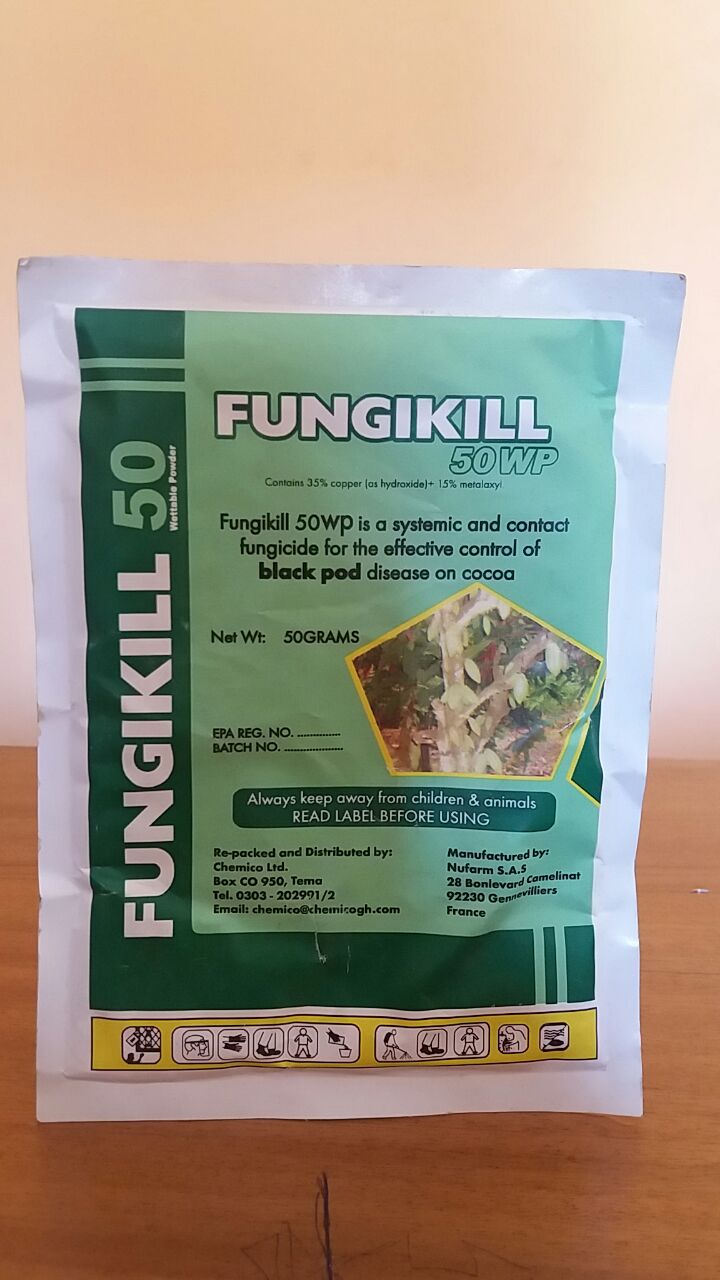 FUNGIKILL 50
Wettable Powder
FUNGIKILL
50WP
Contains 35% copper (as hydroxide)+ 15% metalaxyl
Fungikill 50wp is a systemic and contact
fungicide for the effective control of
black pod disease on cocoa
Net Wt: 50GRAMS
EPA REG. NO. ..............
BATCH NO. ...................
Always keep away from children & animals
READ LABEL BEFORE USING
Re-packed and Distributed by:
Chemico Ltd.
Box CO 950, Tema
Tel. 0303 - 202991/2
Email: chemico@chemicogh.com
Manufactured by:
Nufarm S.A.S
28 Bonlevard Camelinat
92230 Gennevilliers
France